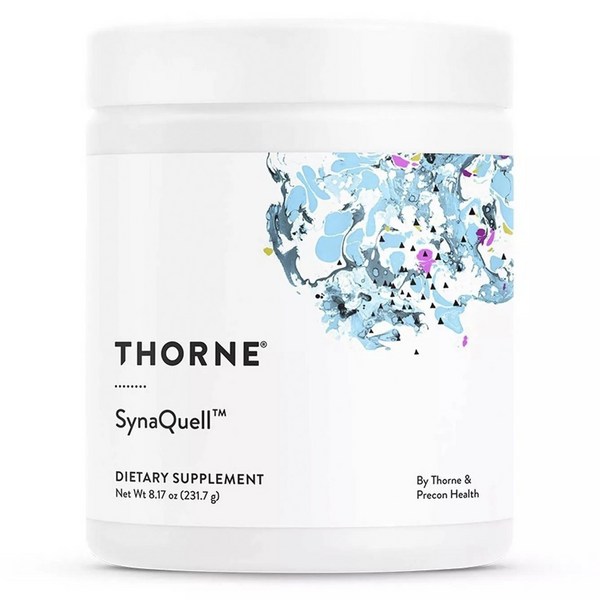 THORNE®
SynaQuell™
DIETARY SUPPLEMENT
Net Wt 8.17 oz (231.7 g)
By Thorne &
Precon Health